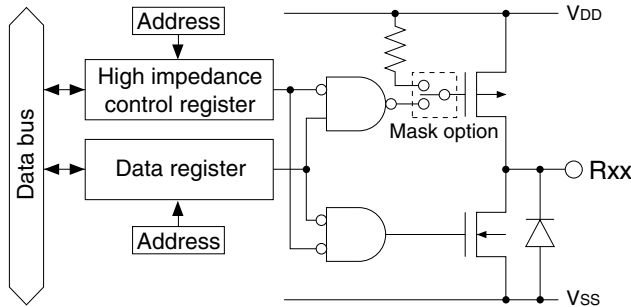 Address
VDD
High impedance
control register
Mask option
Data bus
Data register
Rxx
Address
VSS